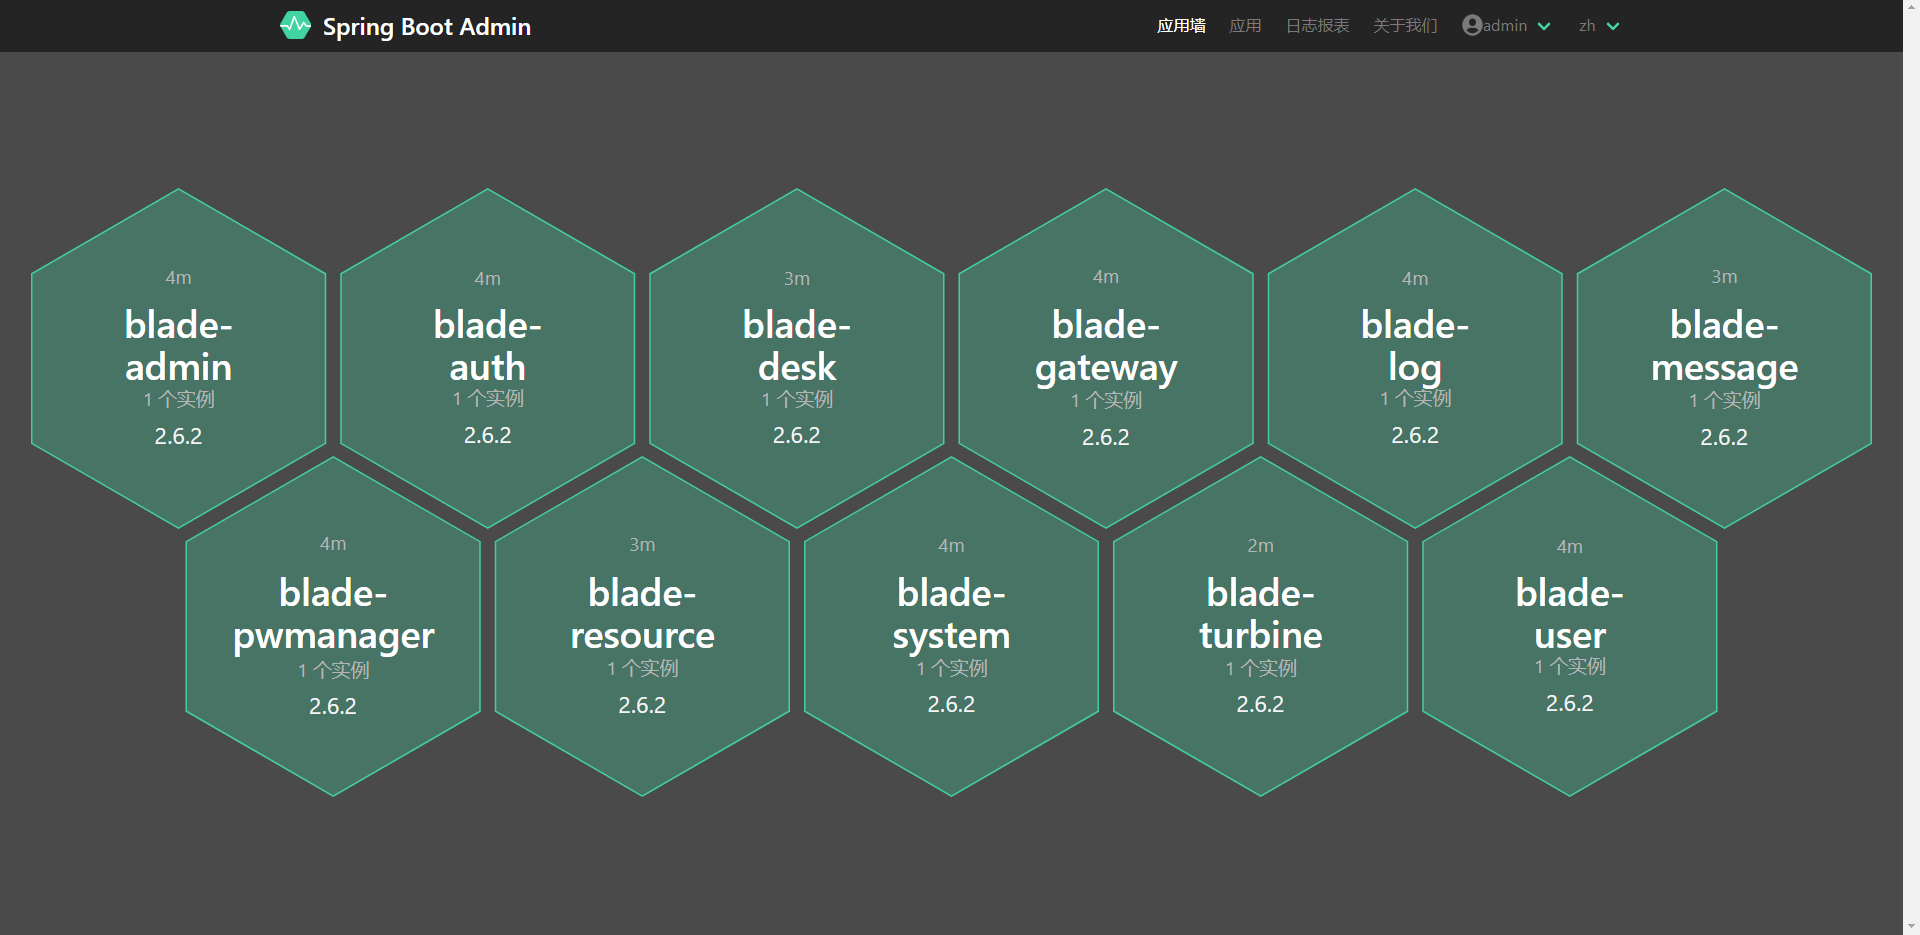 Spring Boot Admin
应用墙 应用 日志报表 关于我们 admin zh
4m
blade-
admin
1 个实例
2.6.2
4m
blade-
auth
1 个实例
2.6.2
3m
blade-
desk
1 个实例
2.6.2
4m
blade-
gateway
1 个实例
2.6.2
4m
blade-
log
1 个实例
2.6.2
3m
blade-
message
1 个实例
2.6.2
4m
blade-
pwmanager
1 个实例
2.6.2
3m
blade-
resource
1 个实例
2.6.2
4m
blade-
system
1 个实例
2.6.2
2m
blade-
turbine
1 个实例
2.6.2
4m
blade-
user
1 个实例
2.6.2